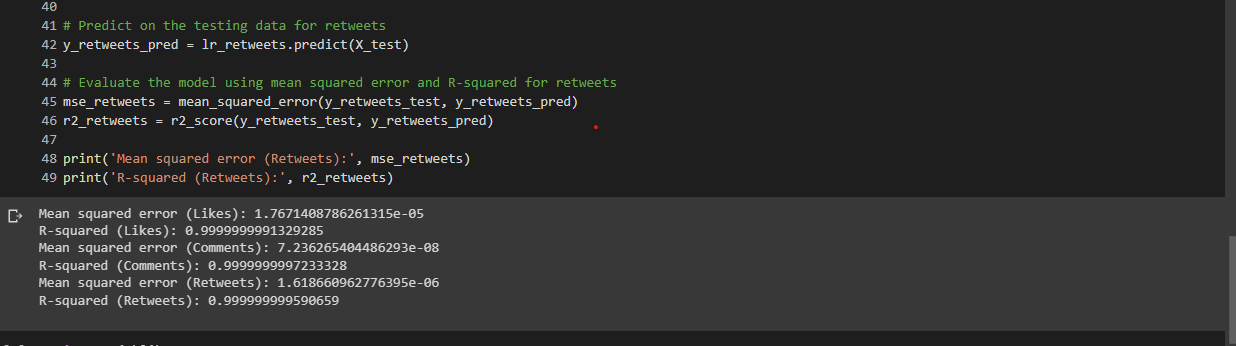 40
41 # Predict on the testing data for retweets
42 y_retweets_pred = lr_retweets.predict(X_test)
43
44 # Evaluate the model using mean squared error and R-squared for retweets
45 mse_retweets = mean_squared_error(y_retweets_test, y_retweets_pred)
46 r2_retweets = r2_score(y_retweets_test, y_retweets_pred)
47
48 print('Mean squared error (Retweets):', mse_retweets)
49 print('R-squared (Retweets):', r2_retweets)
Mean squared error (Likes): 1.7671408786261315e-05
R-squared (Likes): 0.9999999991329285
Mean squared error (Comments): 7.236265404486293e-08
R-squared (Comments): 0.9999999997233328
Mean squared error (Retweets): 1.618660962776395e-06
R-squared (Retweets): 0.999999999590659